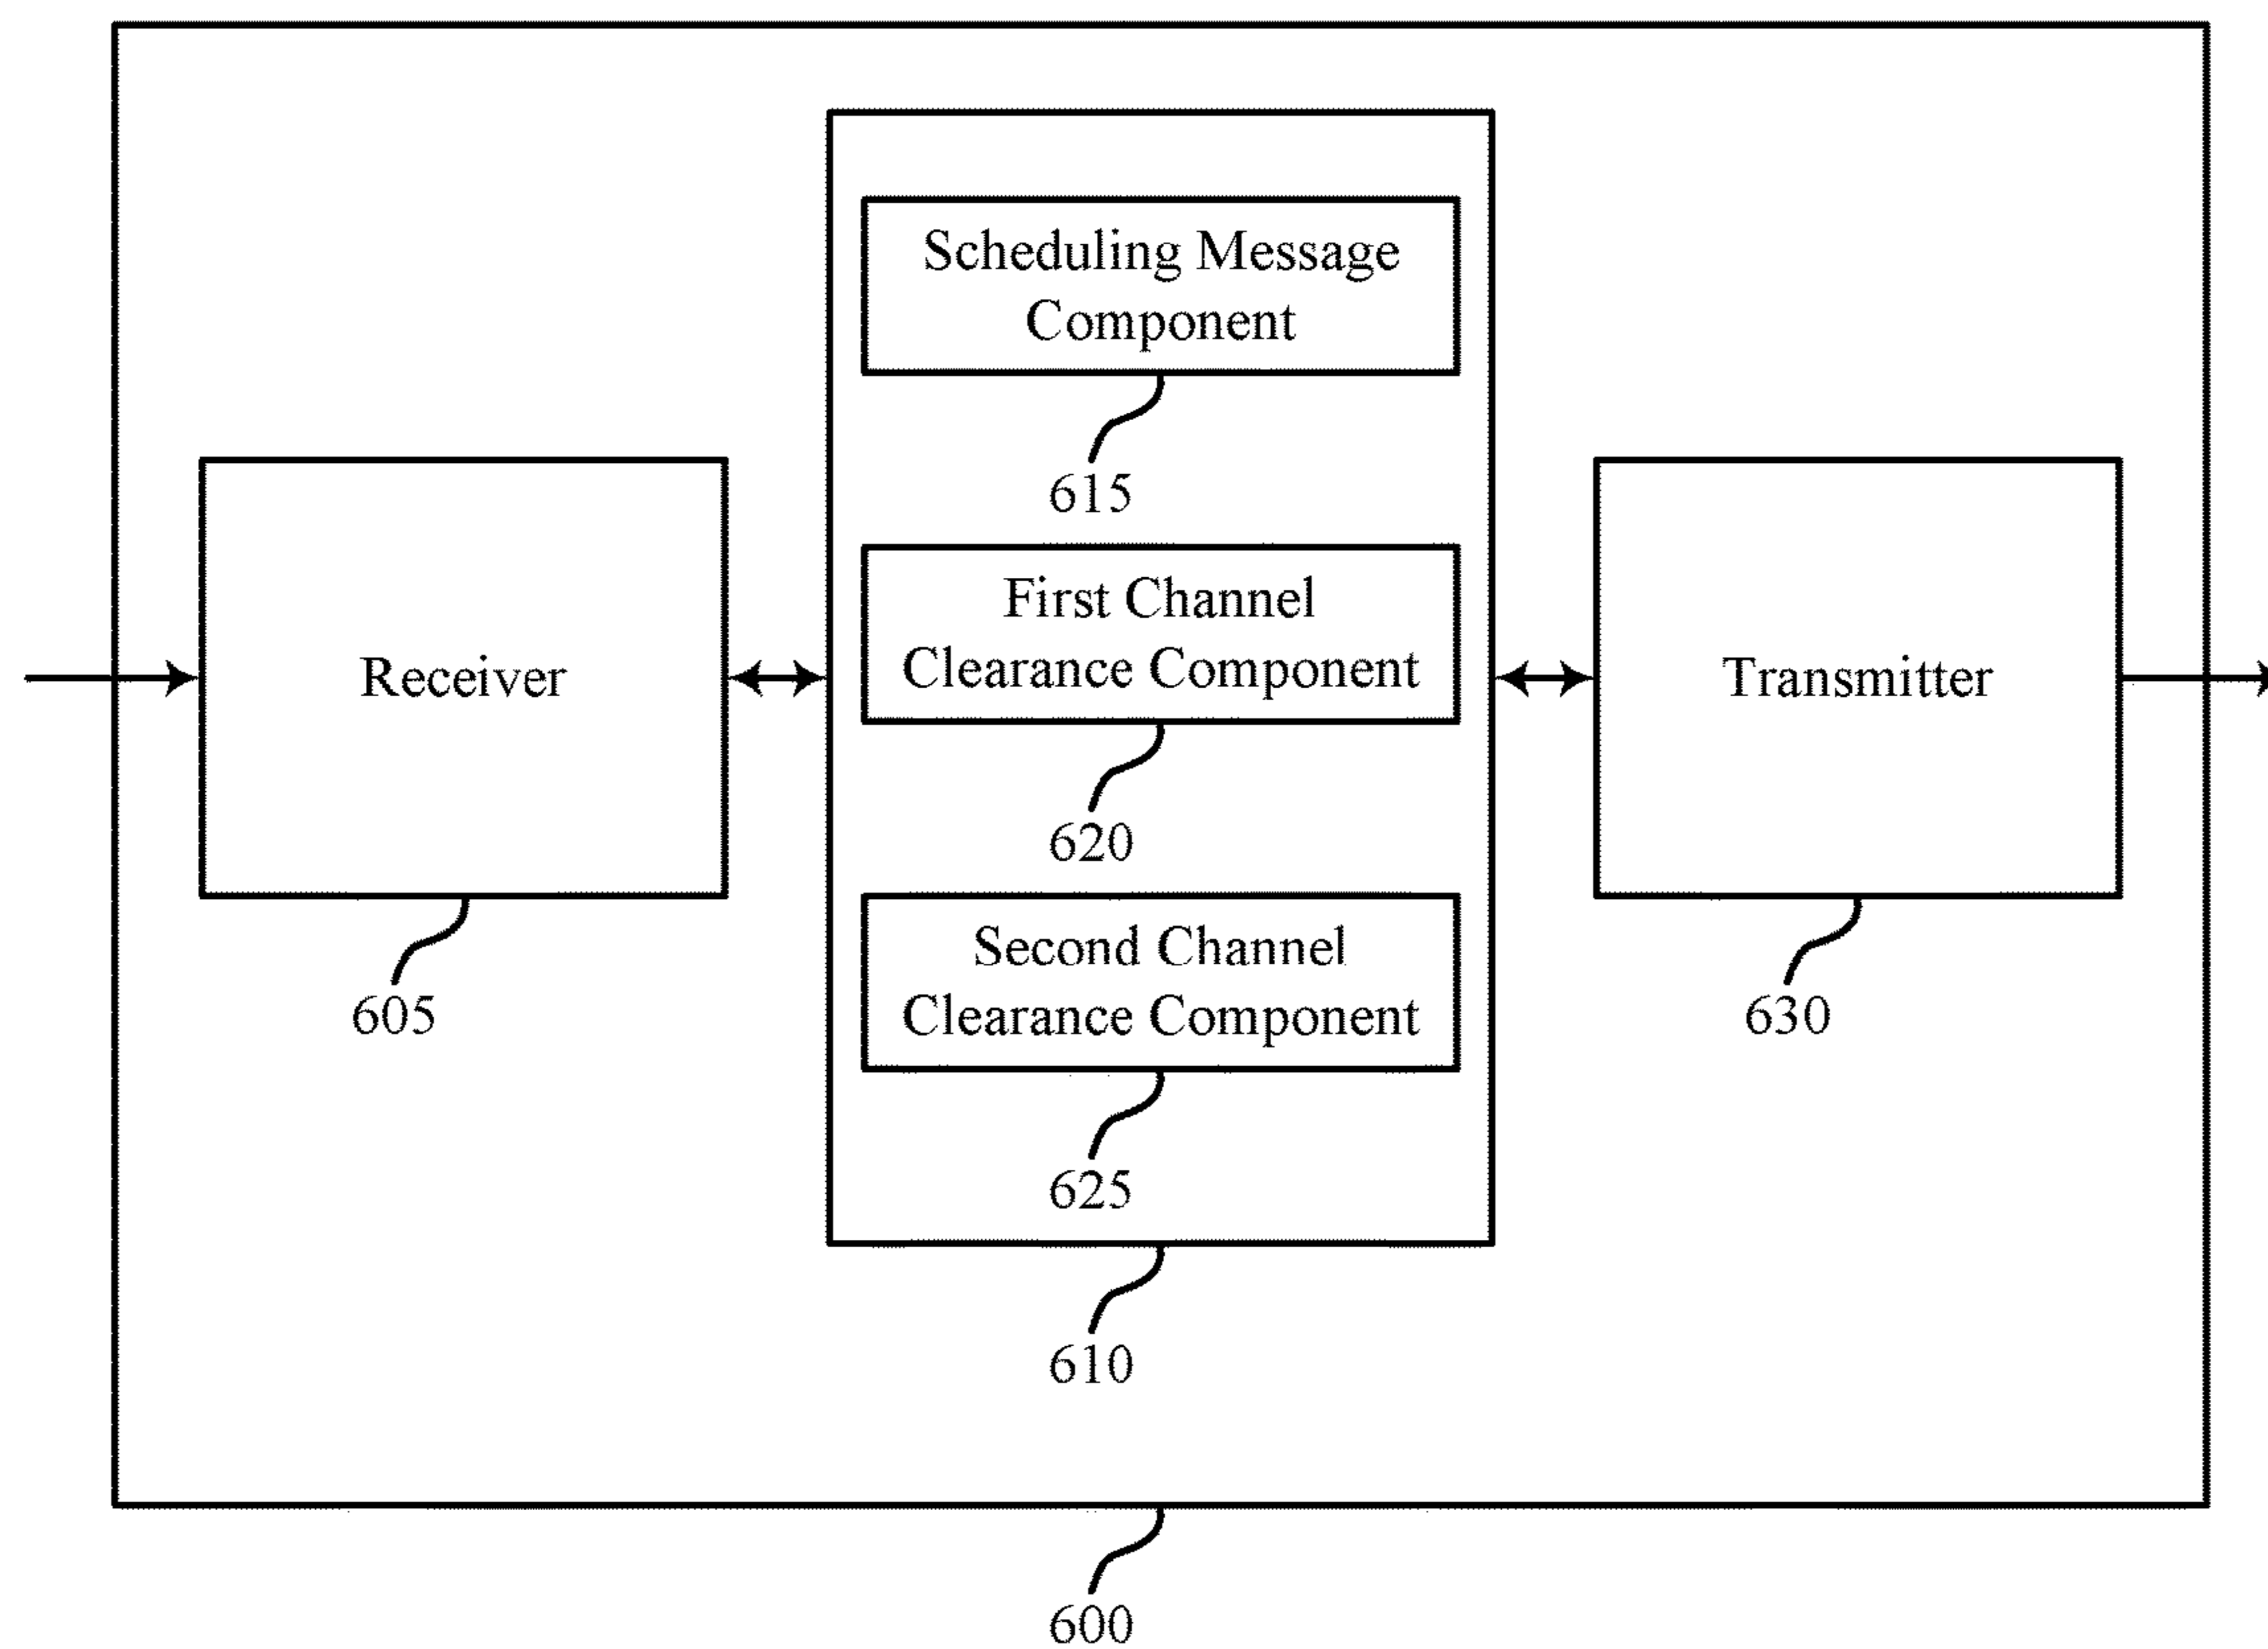 Scheduling Message
Component
615
Receiver
605
First Channel
Clearance Component
620
Second Channel
Clearance Component
625
Transmitter
630
610
600